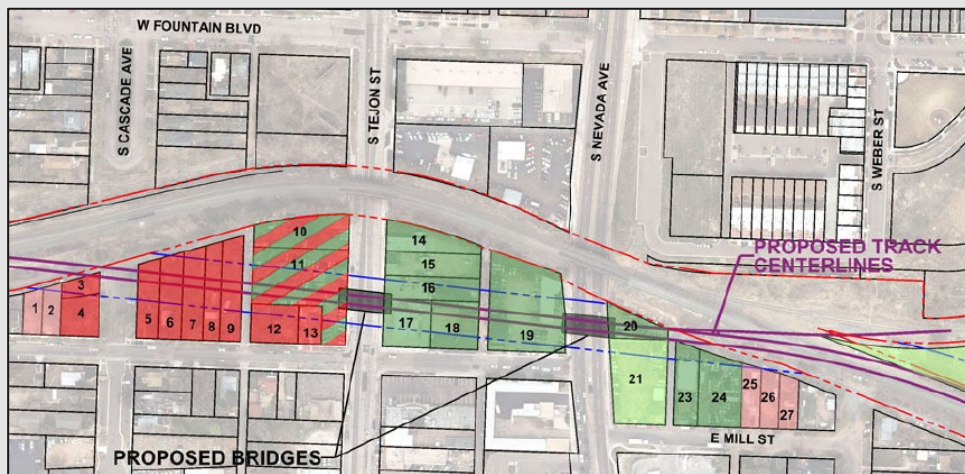 W FOUNTAIN BLVD
S CASCADE AVE
S TEJON ST
S NEVADA AVE
S WEBER ST
10
11
14
15
16
3
1 2 4
5 6 7 8 9
12 13
17 18
19
20
21
23 24
25
26
27
PROPOSED TRACK
CENTERLINES
E MILL ST
PROPOSED BRIDGES